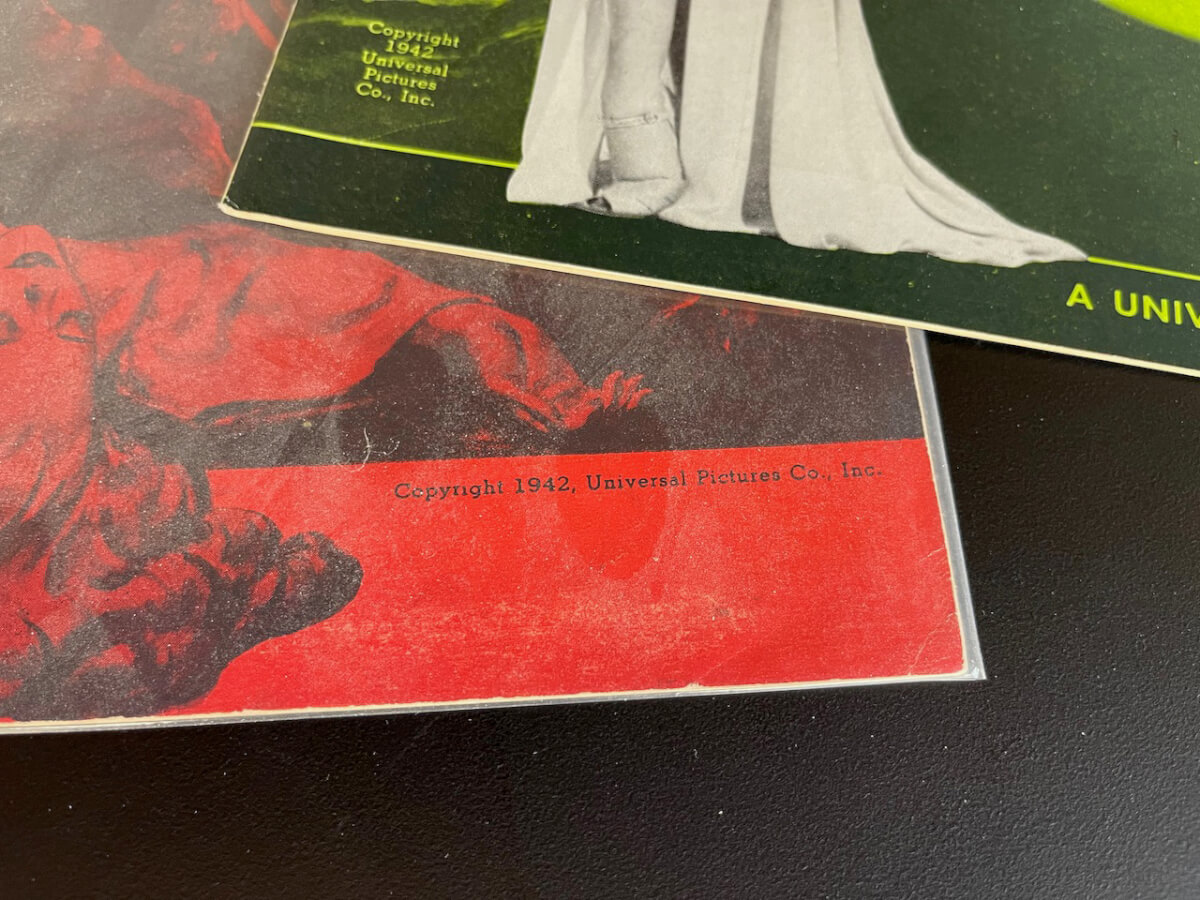 Copyright
1942
Universal
Pictures
Co., Inc.
A UNIV
Copyright 1942, Universal Pictures Co., Inc.